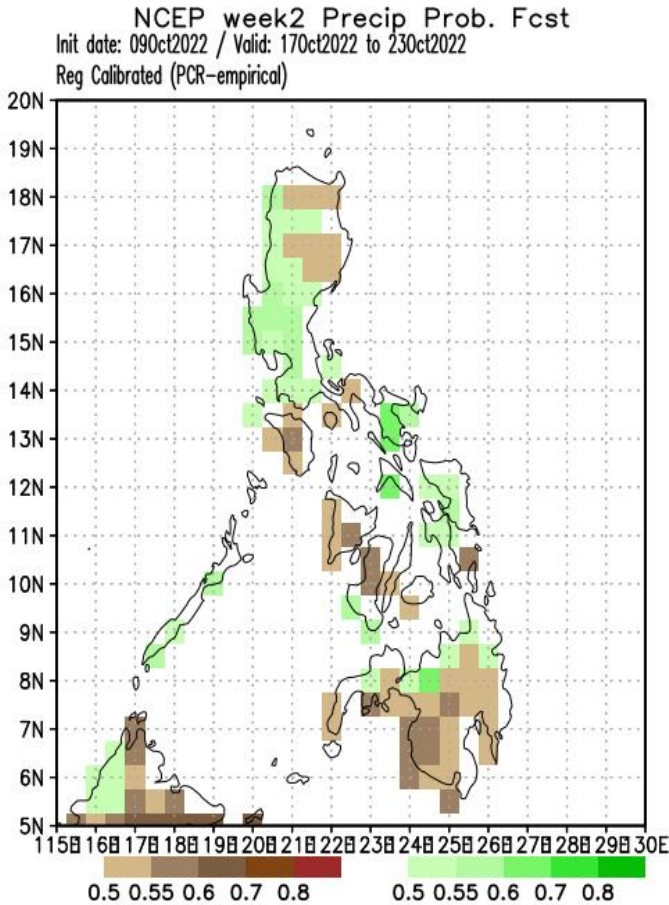 NCEP week2 Precip Prob. Fcst
Init date: 09Oct2022 / Valid: 17Oct2022 to 23Oct2022
Reg Calibrated (PCR-empirical)
20N
19N
18N
17N
16N
15N
14N
13N
12N
11N
10N
9N
8N
7N
6N
5N
115E 116E 117E 118E 119E 120E 121E 122E 123E 124E 125E 126E 127E 128E 129E 130E
0.5 0.55 0.6 0.7 0.8 0.5 0.55 0.6 0.7 0.8